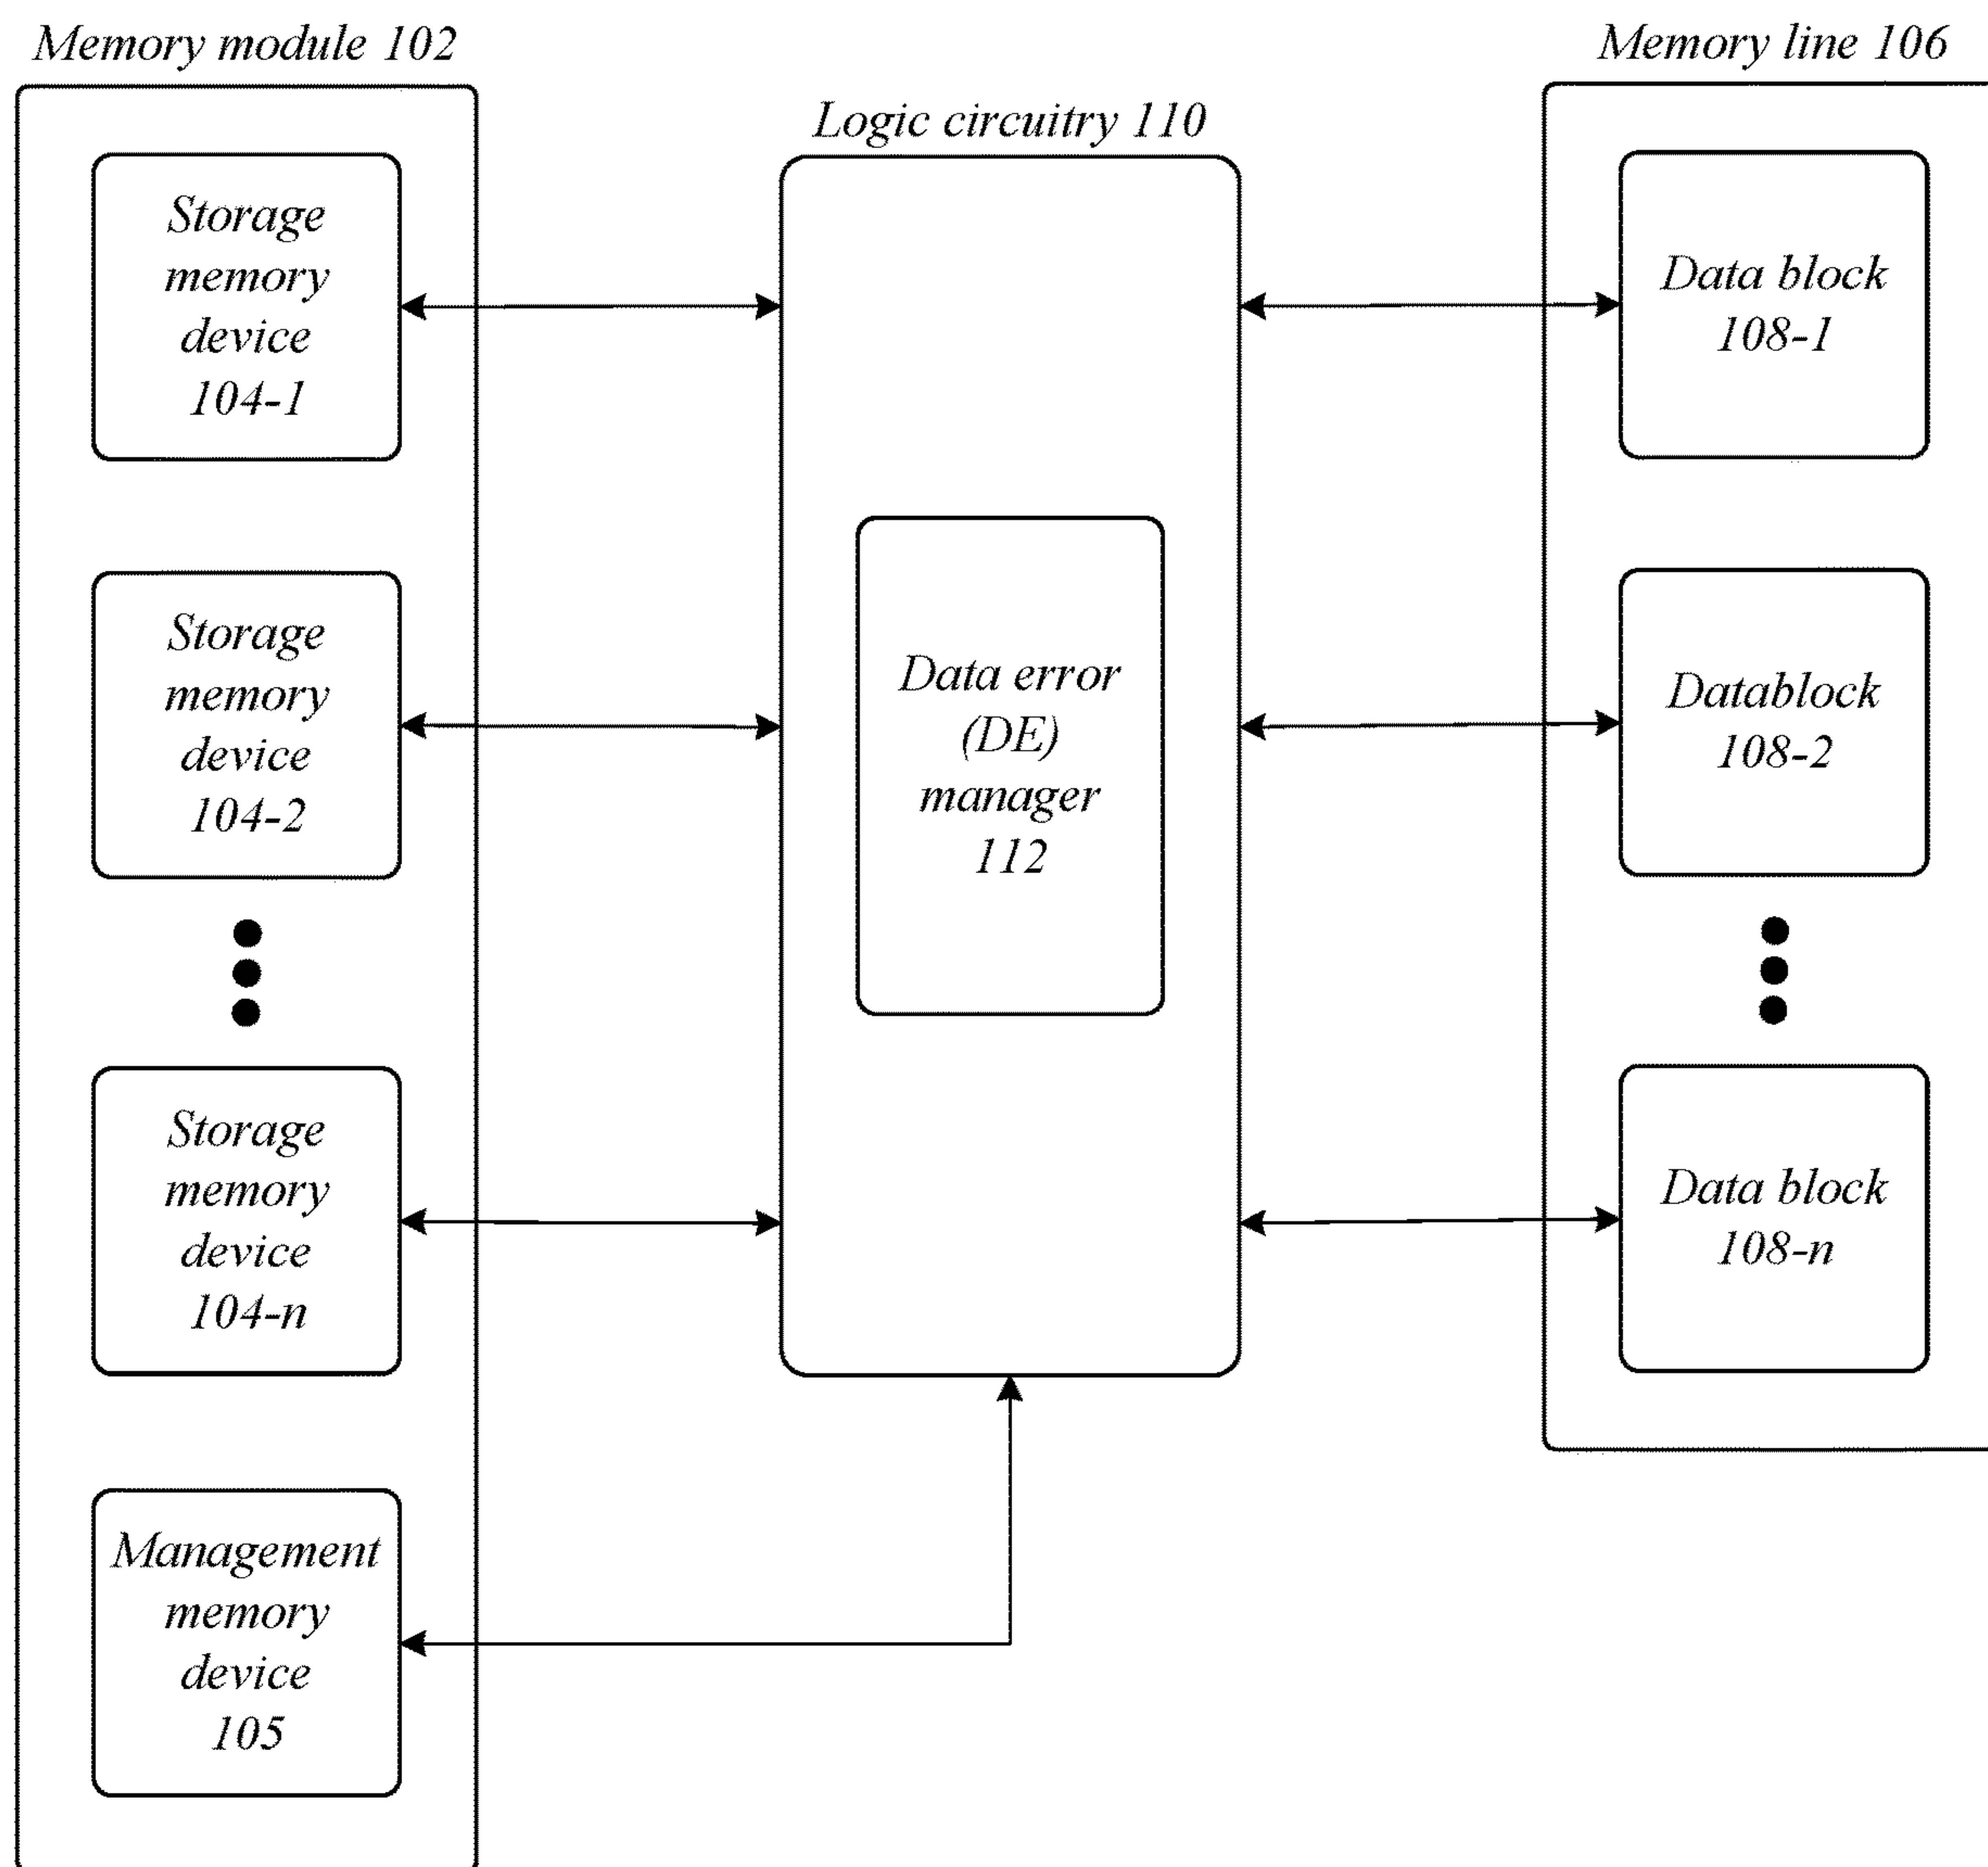 Memory module 102
Storage
memory
device
104-1
Storage
memory
device
104-2
Storage
memory
device
104-n
Management
memory
device
105
Logic circuitry 110
Data error
(DE)
manager
112
Memory line 106
Data block
108-1
Datablock
108-2
Data block
108-n